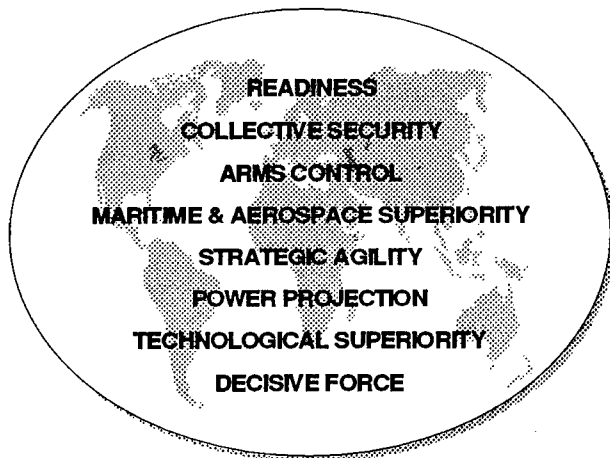 READINESS
COLLECTIVE SECURITY
ARMS CONTROL
MARITIME & AEROSPACE SUPERIORITY
STRATEGIC AGILITY
POWER PROJECTION
TECHNOLOGICAL SUPERIORITY
DECISIVE FORCE